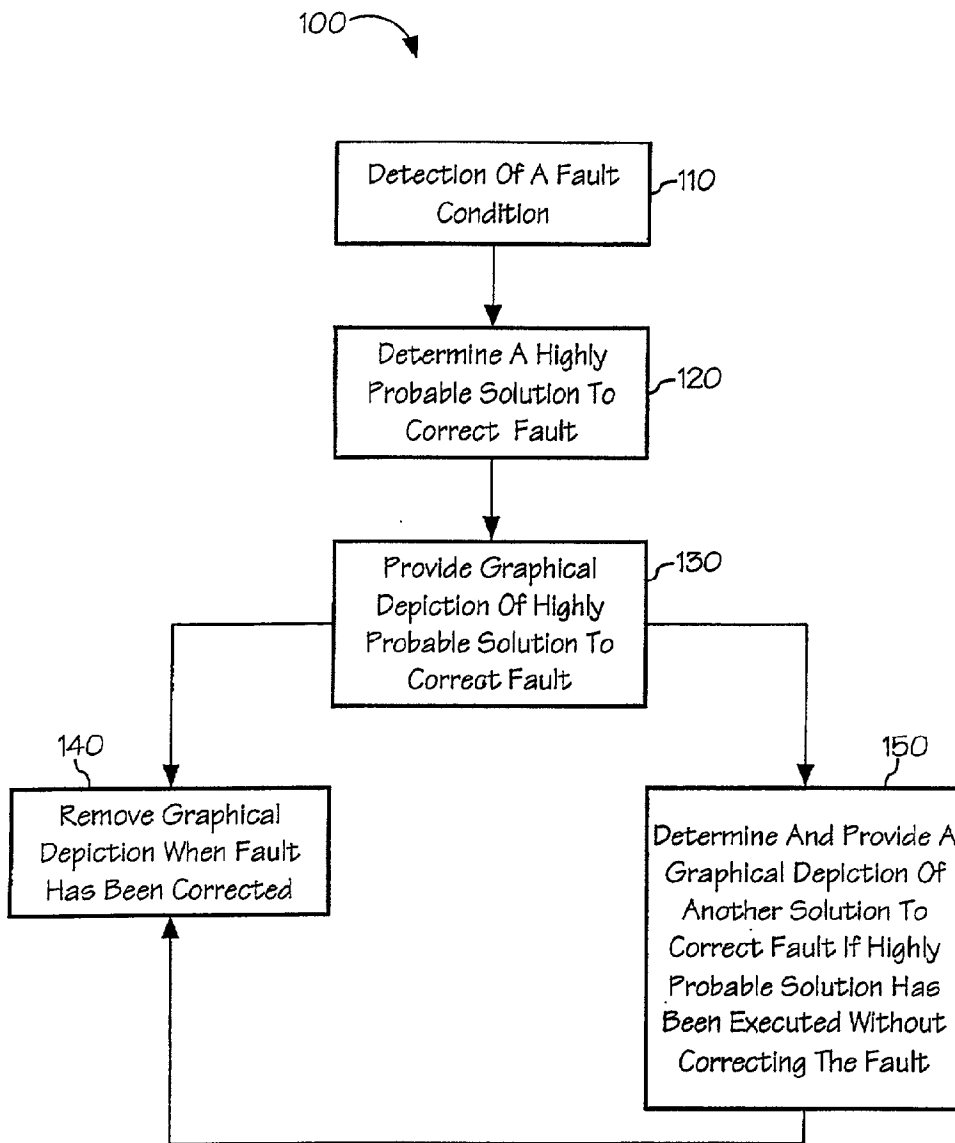 100
Detection Of A Fault
Condition
110
Determine A Highly
Probable Solution To
Correct Fault
120
Provide Graphical
Depiction Of Highly
Probable Solution To
Correct Fault
130
140
Remove Graphical
Depiction When Fault
Has Been Corrected
150
Determine And Provide A
Graphical Depiction Of
Another Solution To
Correct Fault If Highly
Probable Solution Has
Been Executed Without
Correcting The Fault